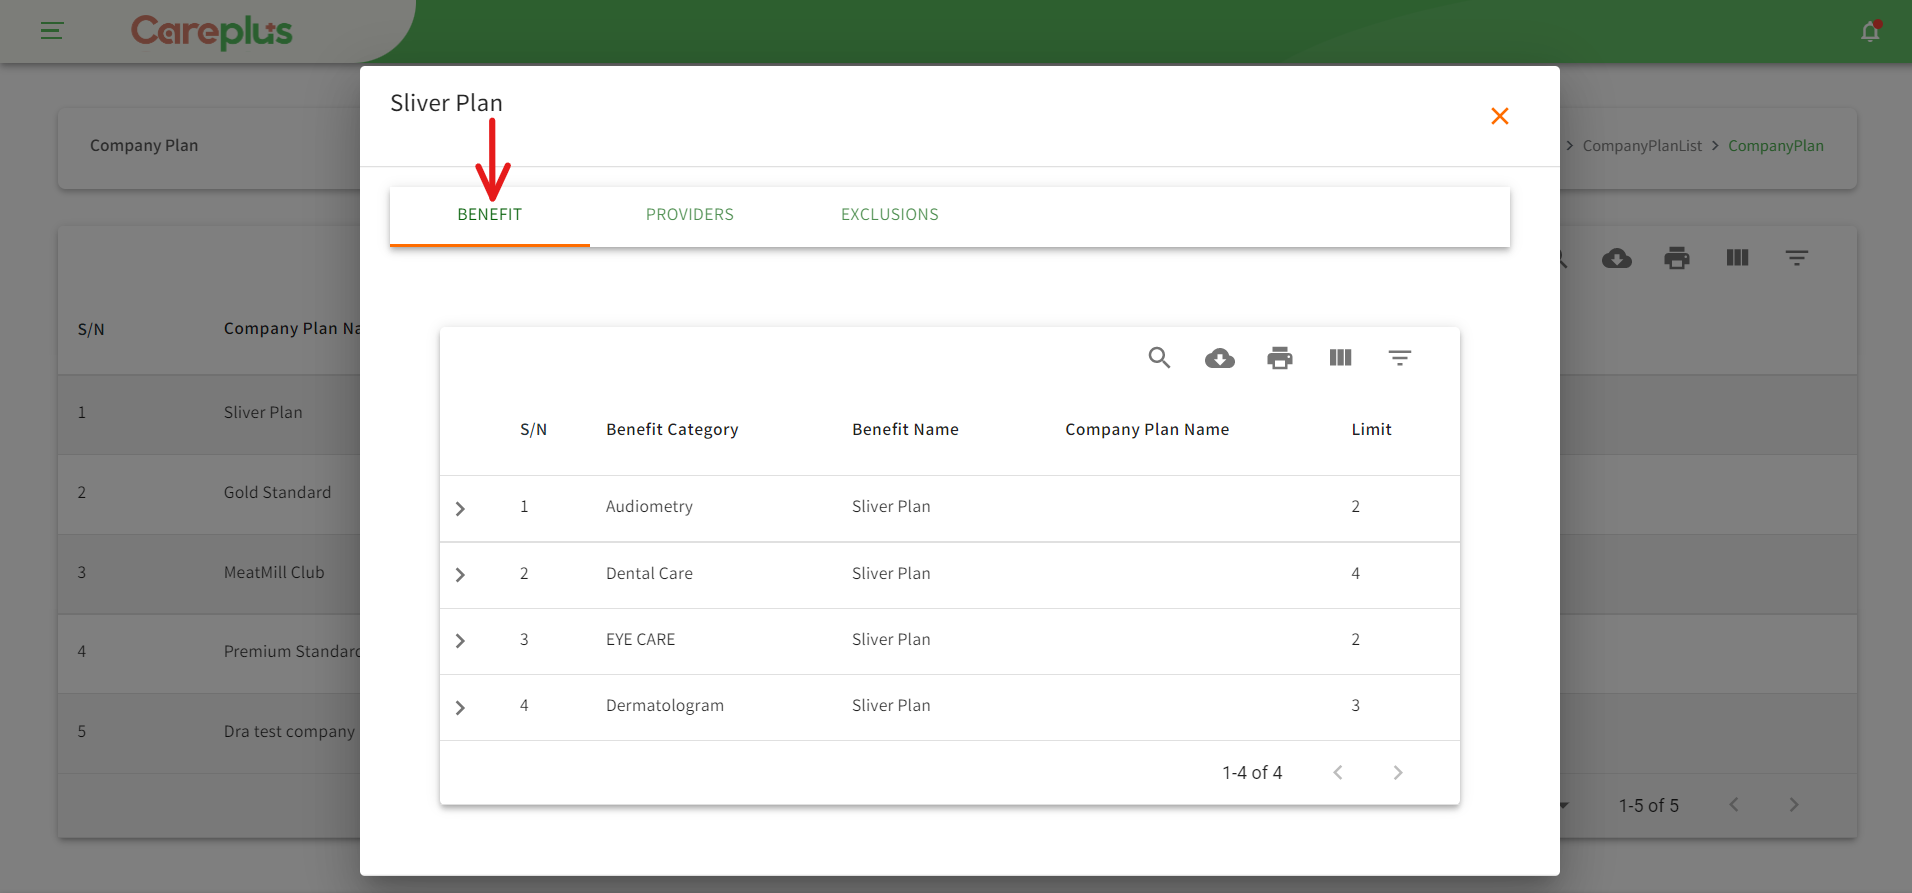 Careplus
Sliver Plan
Company Plan
CompanyPlanList
CompanyPlan
BENEFIT
PROVIDERS
EXCLUSIONS
S/N
Company Plan Na
1
Sliver Plan
2
Gold Standard
3
MeatMill Club
4
Premium Standard
5
Dra test company
1-5 of 5
S/N
Benefit Category
Benefit Name
Company Plan Name
Limit
1
Audiometry
Sliver Plan
2
2
Dental Care
Sliver Plan
4
3
EYE CARE
Sliver Plan
2
4
Dermatologram
Sliver Plan
3
1-4 of 4